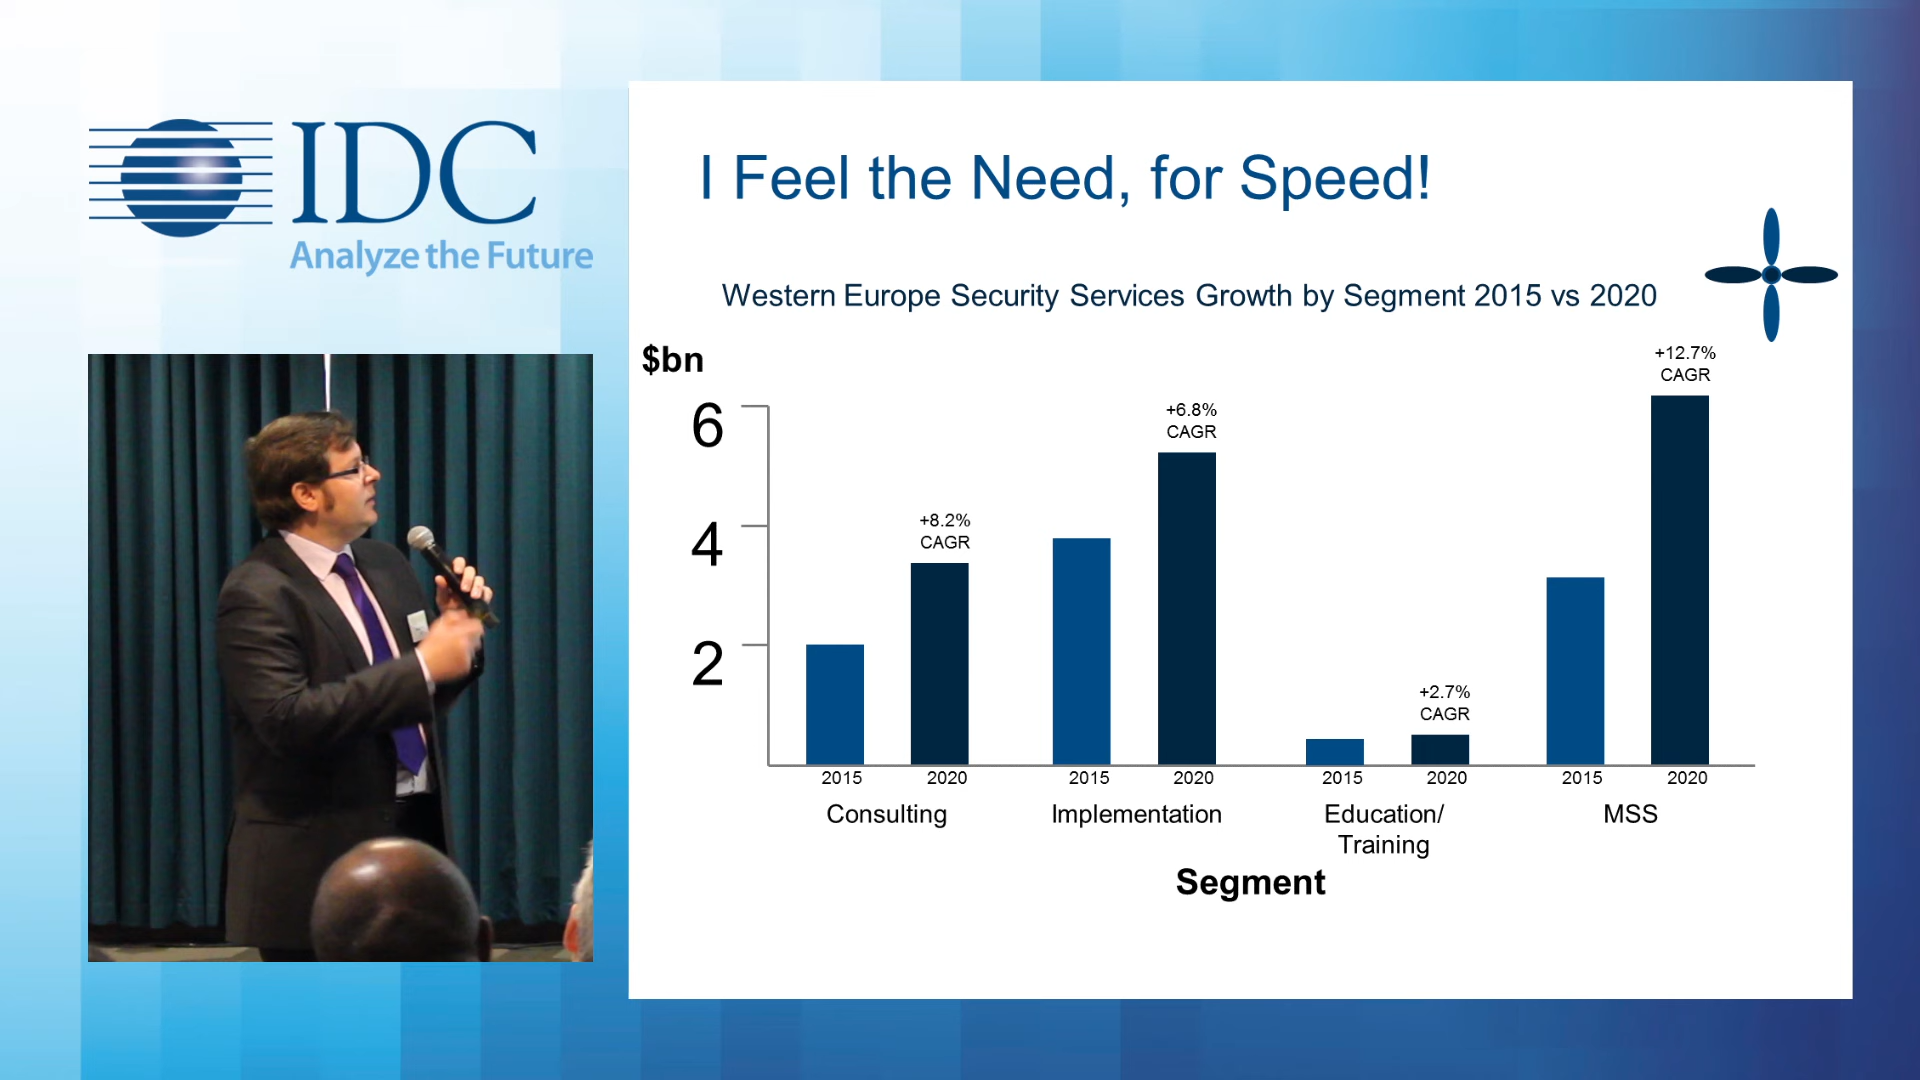 IDC
Analyze the Future
I Feel the Need, for Speed!
Western Europe Security Services Growth by Segment 2015 vs 2020
$bn
6
4
2
+8.2%
CAGR
+6.8%
CAGR
+2.7%
CAGR
+12.7%
CAGR
2015 2020 2015 2020 2015 2020 2015 2020
Consulting Implementation Education/ MSS
Training
Segment